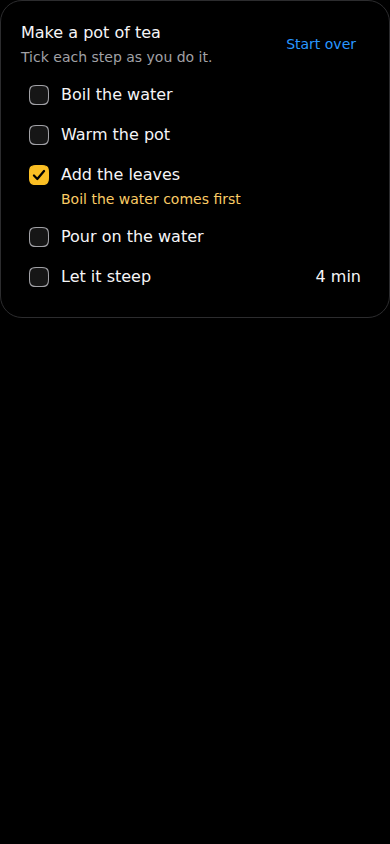 Make a pot of tea
Tick each step as you do it.
Start over
Boil the water
Warm the pot
Add the leaves
Boil the water comes first
Pour on the water
Let it steep 4 min